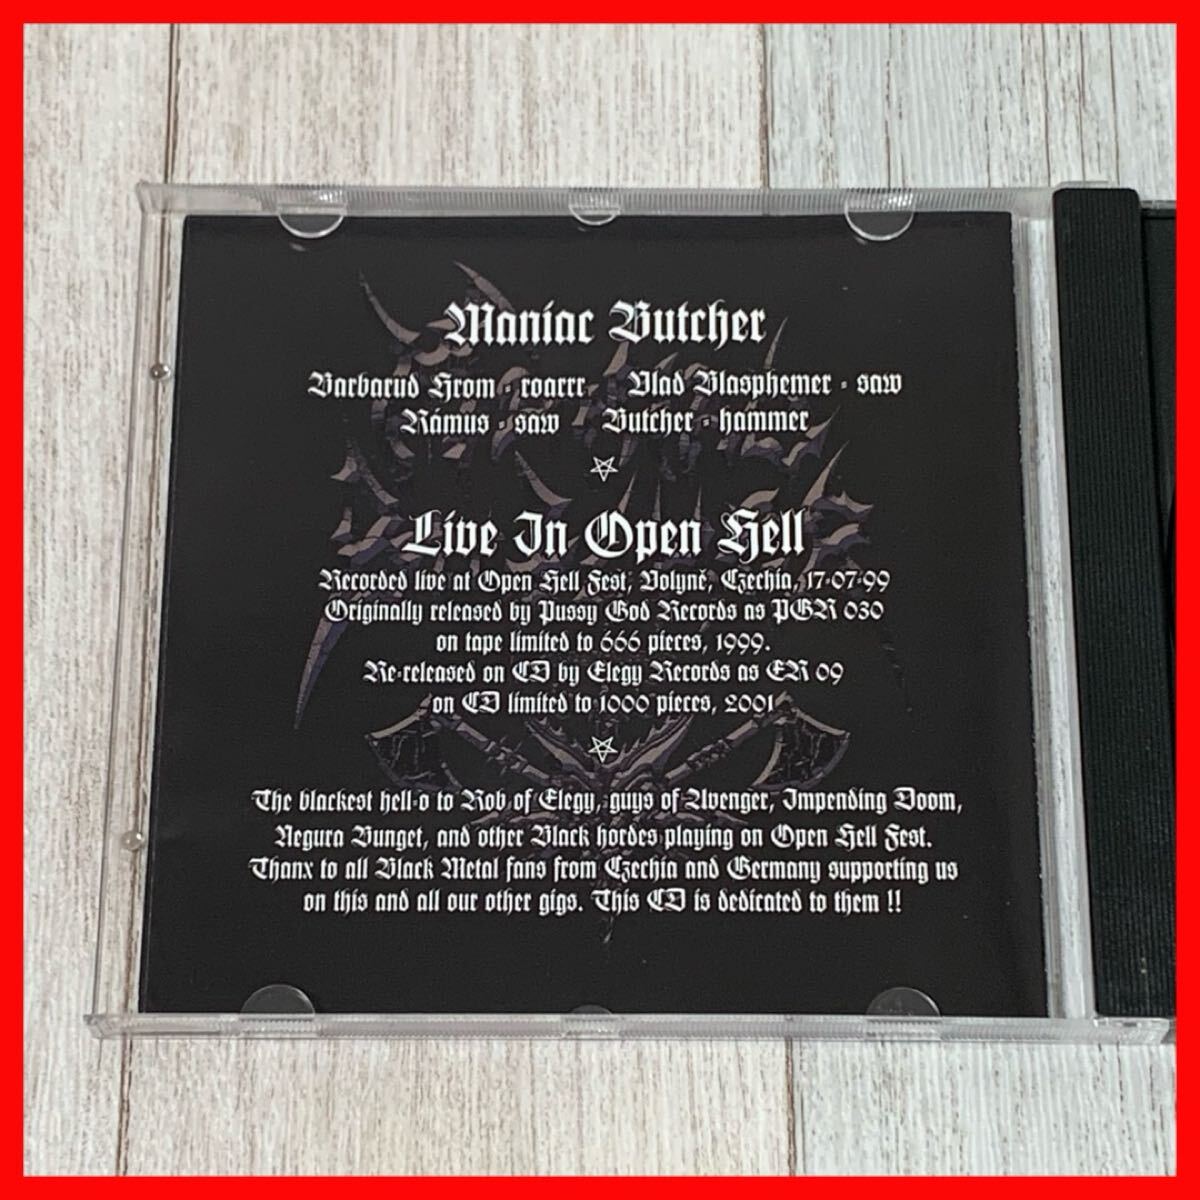 Maniac Butcher
Barbarud Hrom - roarrr Vlad Blasphemer - saw
Rámus - saw Butcher - hammer
Live In Open Hell
Recorded live at Open Hell Fest, Volyně, Czechia, 17-07-99
Originally released by Pussy God Records as PGR 030
on tape limited to 666 pieces, 1999.
Re-released on CD by Elegy Records as ER 09
on CD limited to 1000 pieces, 2001
The blackest hell-o to Rob of Elegy, guys of Avenger, Impending Doom,
Negura Bunget, and other Black hordes playing on Open Hell Fest.
Thanx to all Black Metal fans from Czechia and Germany supporting us
on this and all our other gigs. This CD is dedicated to them !!